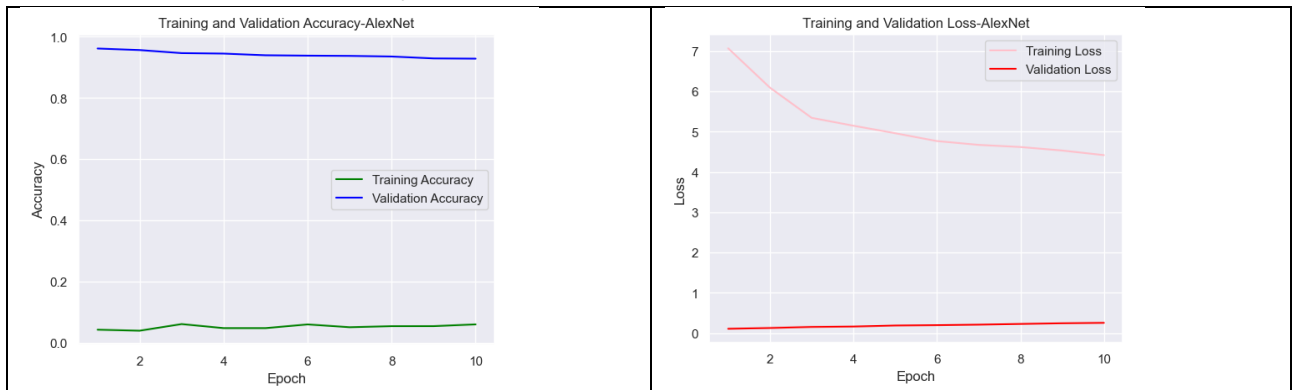 Training and Validation Accuracy-AlexNet
1.0
0.8
0.6
0.4
0.2
0.0
Accuracy
Training Accuracy
Validation Accuracy
2 4 6 8 10
Epoch
Training and Validation Loss-AlexNet
7
6
5
4
3
2
1
0
Loss
Training Loss
Validation Loss
2 4 6 8 10
Epoch